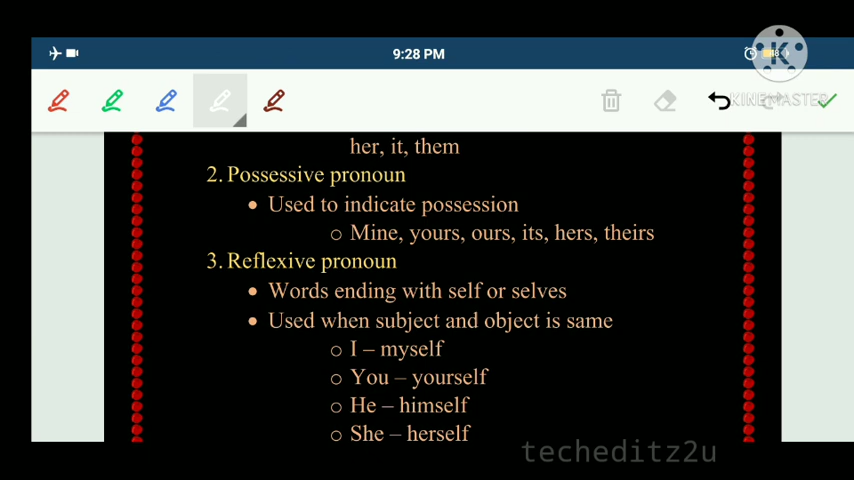 9:28 PM
K
KINEMASTER
her, it, them
2. Possessive pronoun
• Used to indicate possession
o Mine, yours, ours, its, hers, theirs
3. Reflexive pronoun
• Words ending with self or selves
• Used when subject and object is same
o I – myself
o You – yourself
o He – himself
o She – herself
techeditz2u